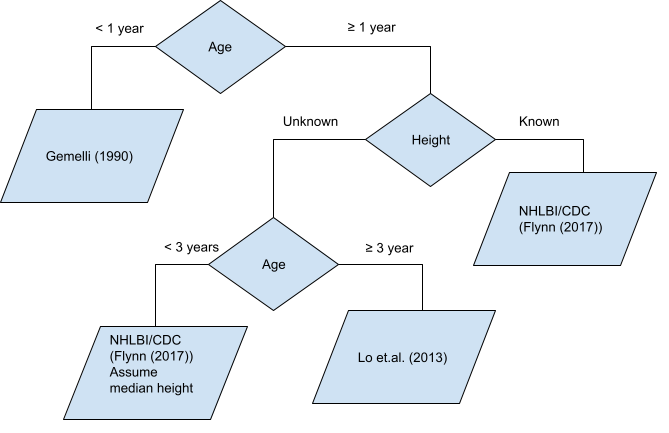 < 1 year
Age
≥ 1 year
Gemelli (1990)
Unknown
Height
Known
NHLBI/CDC
(Flynn (2017))
< 3 years
Age
≥ 3 year
NHLBI/CDC
(Flynn (2017))
Assume
median height
Lo et.al. (2013)